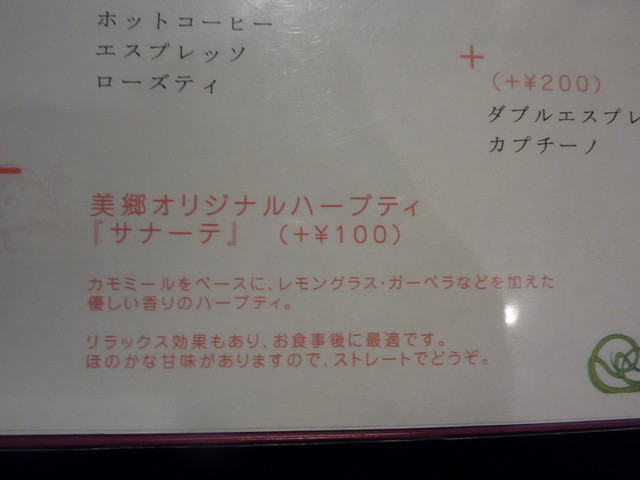 ホットコーヒー
エスプレッソ
ローズティ
＋
(＋¥200)
ダブルエスプレ
カプチーノ
美郷オリジナルハーブティ
『サナーテ』 (＋¥100)
カモミールをベースに、レモングラス・ガーベラなどを加えた
優しい香りのハーブティ。
リラックス効果もあり、お食事後に最適です。
ほのかな甘味がありますので、ストレートでどうぞ。